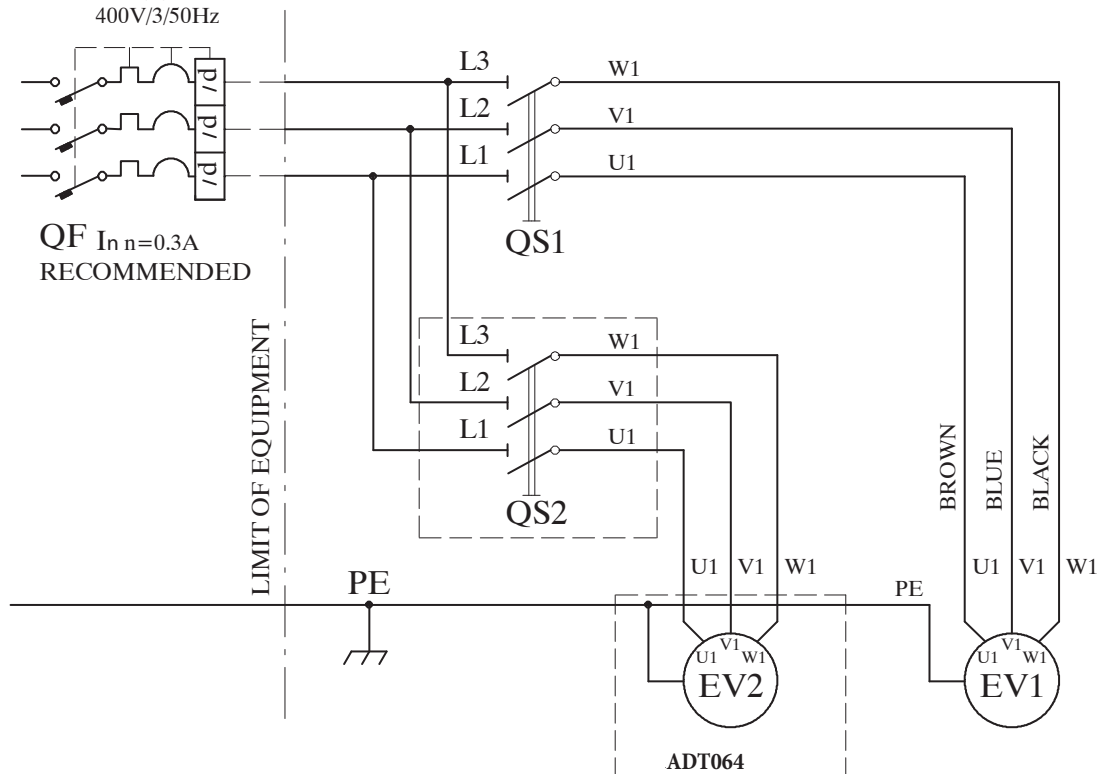 400V/3/50Hz
/d
/d
/d
QF In n=0.3A
RECOMMENDED
LIMIT OF EQUIPMENT
L3
L2
L1
QS1
W1
V1
U1
L3
L2
L1
QS2
W1
V1
U1
BROWN
BLUE
BLACK
U1
V1
W1
U1
V1
W1
PE
PE
U1
V1
W1
EV2
U1
V1
W1
EV1
ADT064